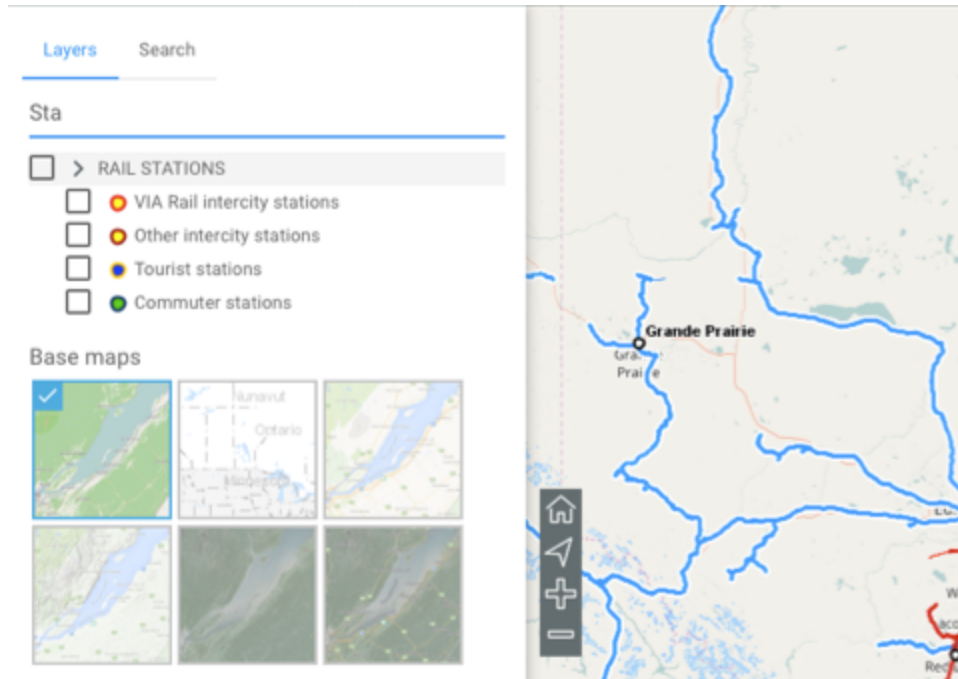 Layers Search
Sta
RAIL STATIONS
VIA Rail intercity stations
Other intercity stations
Tourist stations
Commuter stations
Base maps
Nunavut
Ontario
Minnesota
Grande Prairie